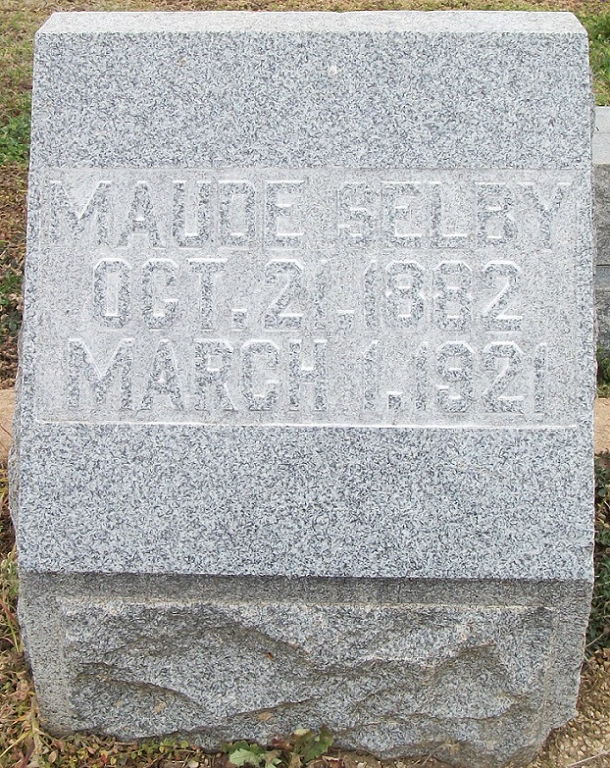 MAUDE SELBY
OCT. 21. 1882
MARCH 1. 1921